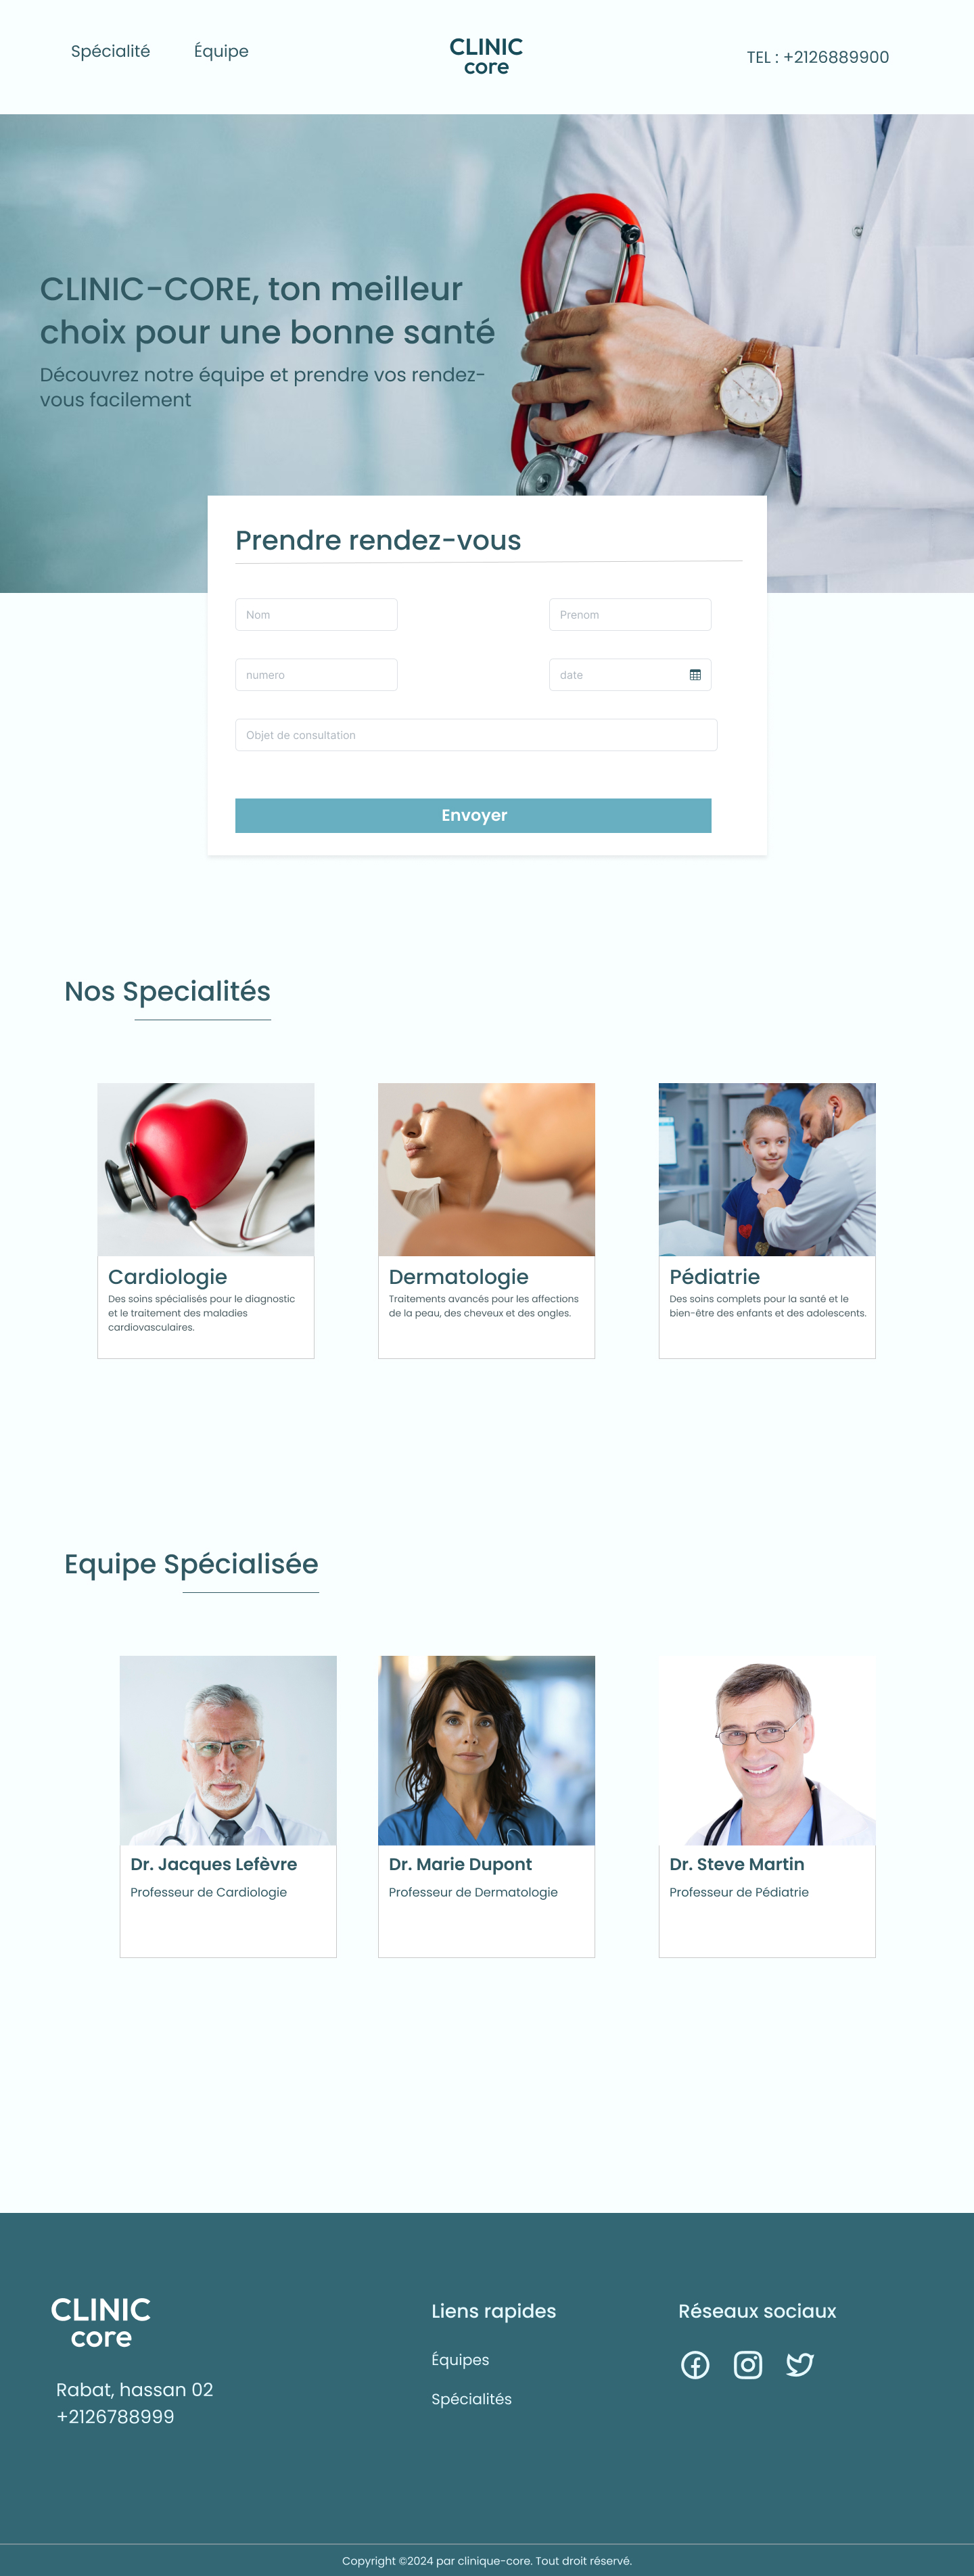 Spécialité
Équipe
CLINIC
core
TEL : +2126889900
CLINIC-CORE, ton meilleur
choix pour une bonne santé
Découvrez notre équipe et prendre vos rendez-
vous facilement
Prendre rendez-vous
Nom
Prenom
numero
date
Objet de consultation
Envoyer
Nos Specialités
Cardiologie
Des soins spécialisés pour le diagnostic
et le traitement des maladies
cardiovasculaires.
Dermatologie
Traitements avancés pour les affections
de la peau, des cheveux et des ongles.
Pédiatrie
Des soins complets pour la santé et le
bien-être des enfants et des adolescents.
Equipe Spécialisée
Dr. Jacques Lefèvre
Professeur de Cardiologie
Dr. Marie Dupont
Professeur de Dermatologie
Dr. Steve Martin
Professeur de Pédiatrie
CLINIC
core
Rabat, hassan 02
+2126788999
Liens rapides
Équipes
Spécialités
Réseaux sociaux
Copyright ©2024 par clinique-core. Tout droit réservé.